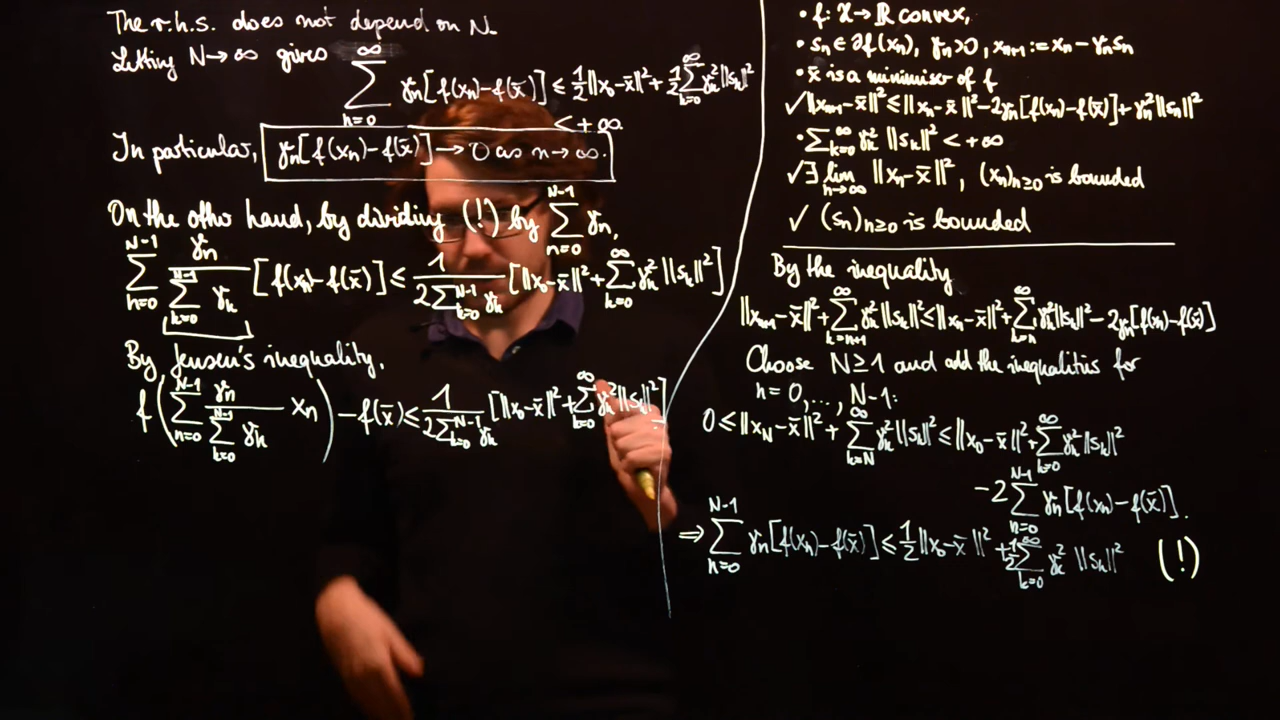 The r.h.s. does not depend on N.
Letting N→∞ gives
∑_{n=0}^{∞} γₙ[f(xₙ)-f(x̄)] ≤ ½‖x₀-x̄‖² + ½∑_{k=0}^{∞} γₖ²‖sₖ‖²
< +∞.
In particular, γₙ[f(xₙ)-f(x̄)] → 0 as n→∞.
On the other hand, by dividing (!) by ∑_{n=0}^{N-1} γₙ,
∑_{n=0}^{N-1} γₙ/(∑_{k=0}^{N-1} γₖ) [f(xₙ)-f(x̄)] ≤ 1/(2∑_{k=0}^{N-1} γₖ) [‖x₀-x̄‖² + ∑_{k=0}^{∞} γₖ²‖sₖ‖²]
By Jensen's inequality,
f(∑_{n=0}^{N-1} γₙ/(∑_{k=0}^{N-1} γₖ) xₙ) - f(x̄) ≤ 1/(2∑_{k=0}^{N-1} γₖ) [‖x₀-x̄‖² + ∑_{k=0}^{∞} γₖ²‖sₖ‖²]
• f: X→ℝ convex,
• sₙ ∈ ∂f(xₙ), γₙ>0, xₙ₊₁ := xₙ - γₙsₙ
• x̄ is a minimiser of f
✓ ‖xₙ₊₁-x̄‖² ≤ ‖xₙ-x̄‖² - 2γₙ[f(xₙ)-f(x̄)] + γₙ²‖sₙ‖²
• ∑_{k=0}^{∞} γₖ²‖sₖ‖² < +∞
✓ ∃ lim_{n→∞} ‖xₙ-x̄‖², (xₙ)_{n≥0} is bounded
✓ (sₙ)_{n≥0} is bounded
By the inequality
‖xₙ₊₁-x̄‖² + ∑_{k=n+1}^{∞} γₖ²‖sₖ‖² ≤ ‖xₙ-x̄‖² + ∑_{k=n}^{∞} γₖ²‖sₖ‖² - 2γₙ[f(xₙ)-f(x̄)]
Choose N≥1 and add the inequalities for
n=0,..., N-1:
0 ≤ ‖x_N-x̄‖² + ∑_{k=N}^{∞} γₖ²‖sₖ‖² ≤ ‖x₀-x̄‖² + ∑_{k=0}^{∞} γₖ²‖sₖ‖²
-2∑_{n=0}^{N-1} γₙ[f(xₙ)-f(x̄)].
⇒ ∑_{n=0}^{N-1} γₙ[f(xₙ)-f(x̄)] ≤ ½‖x₀-x̄‖² + ½∑_{k=0}^{∞} γₖ²‖sₖ‖² (!)